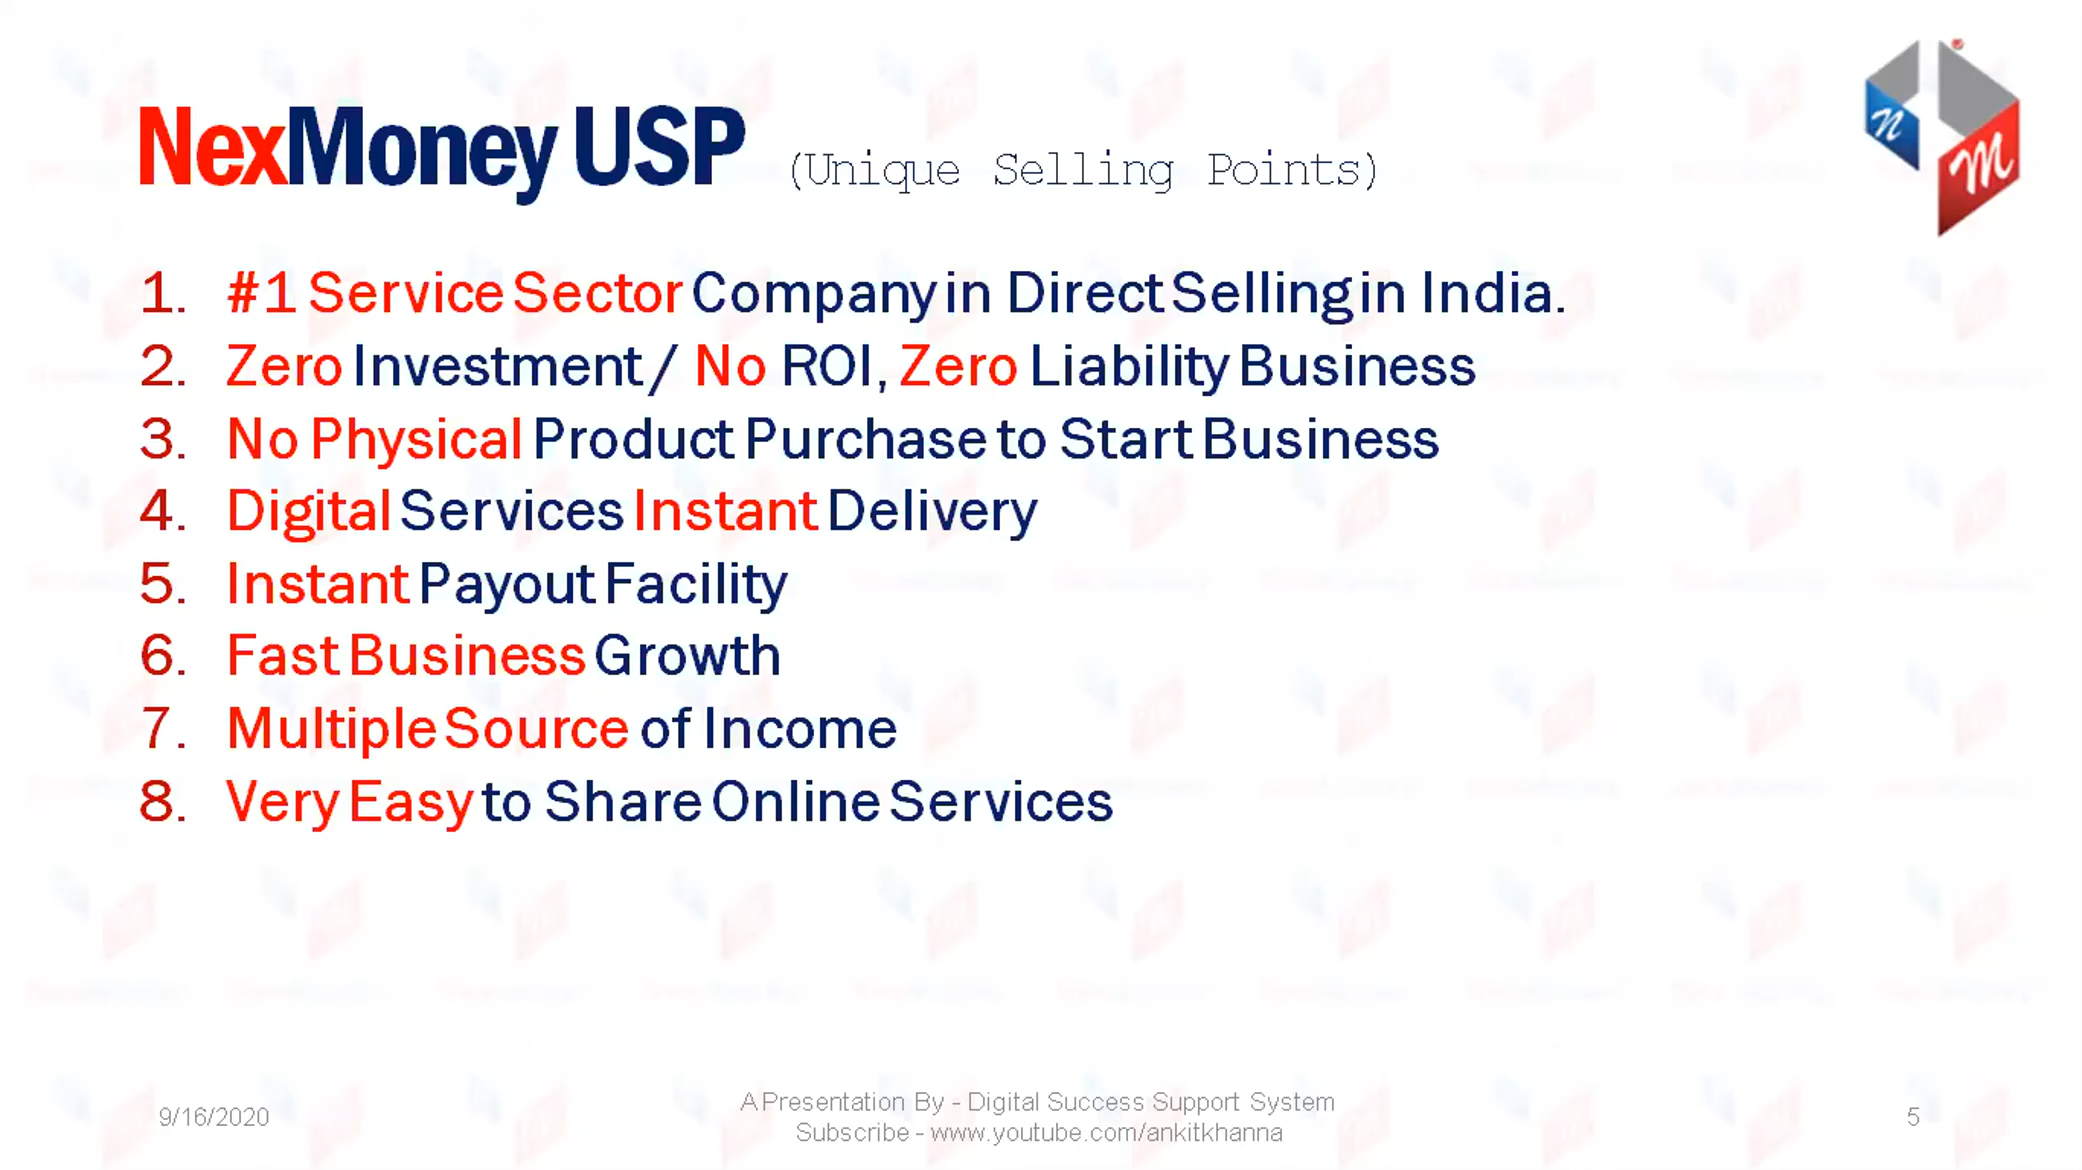 NexMoney USP (Unique Selling Points)
n
m
1. #1 Service Sector Company in Direct Selling in India.
2. Zero Investment / No ROI, Zero Liability Business
3. No Physical Product Purchase to Start Business
4. Digital Services Instant Delivery
5. Instant Payout Facility
6. Fast Business Growth
7. Multiple Source of Income
8. Very Easy to Share Online Services
9/16/2020
A Presentation By - Digital Success Support System
Subscribe - www.youtube.com/ankitkhanna
5